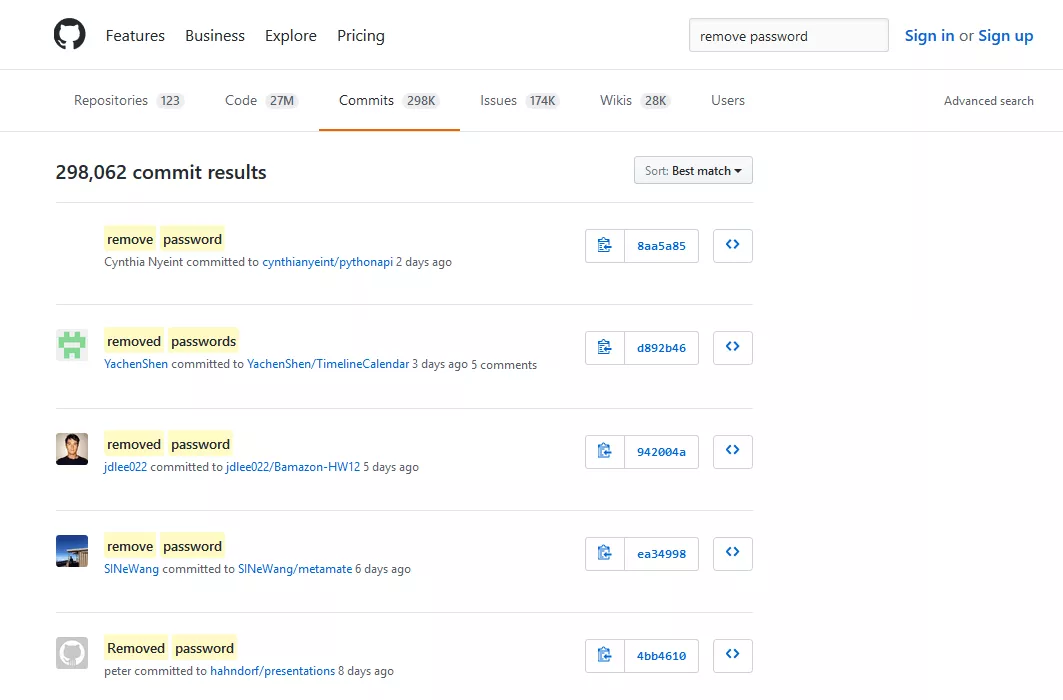 Features Business Explore Pricing remove password Sign in or Sign up
Repositories 123 Code 27M Commits 298K Issues 174K Wikis 28K Users Advanced search
298,062 commit results Sort: Best match
remove password
Cynthia Nyeint committed to cynthianyeint/pythonapi 2 days ago
8aa5a85
removed passwords
YachenShen committed to YachenShen/TimelineCalendar 3 days ago 5 comments
d892b46
removed password
jdlee022 committed to jdlee022/Bamazon-HW12 5 days ago
942004a
remove password
SINeWang committed to SINeWang/metamate 6 days ago
ea34998
Removed password
peter committed to hahndorf/presentations 8 days ago
4bb4610